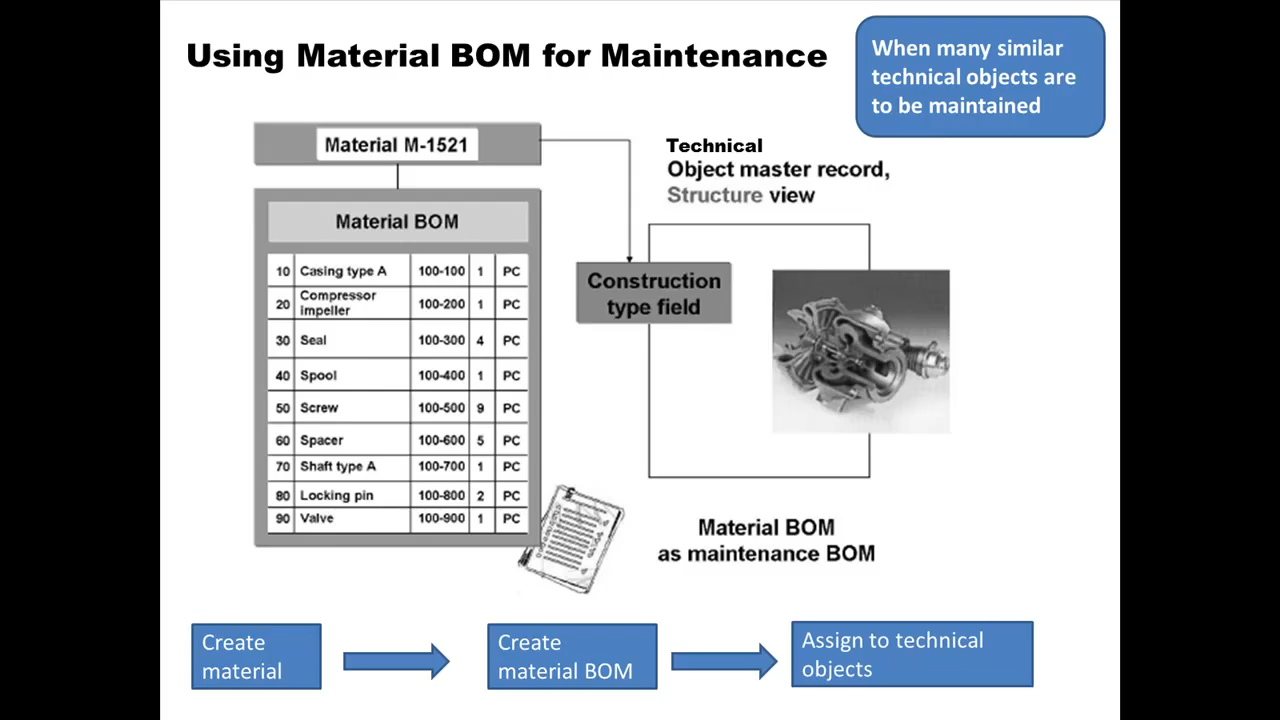 Using Material BOM for Maintenance
When many similar
technical objects are
to be maintained
Material M-1521
Technical
Object master record,
Structure view
Material BOM
10 Casing type A 100-100 1 PC
20 Compressor impeller 100-200 1 PC
30 Seal 100-300 4 PC
40 Spool 100-400 1 PC
50 Screw 100-500 9 PC
60 Spacer 100-600 5 PC
70 Shaft type A 100-700 1 PC
80 Locking pin 100-800 2 PC
90 Valve 100-900 1 PC
Construction
type field
Material BOM
as maintenance BOM
Create
material
Create
material BOM
Assign to technical
objects